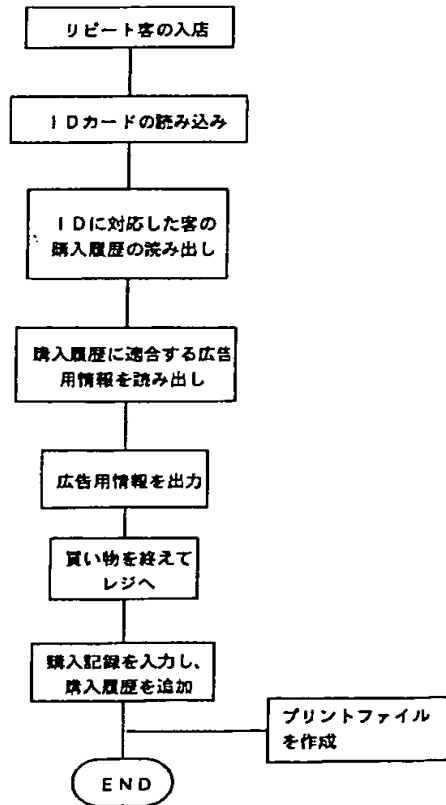 リピート客の入店
IDカードの読み込み
IDに対応した客の
購入履歴の読み出し
購入履歴に適合する広告
用情報を読み出し
広告用情報を出力
買い物を終えて
レジへ
購入記録を入力し、
購入履歴を追加
プリントファイル
を作成
END